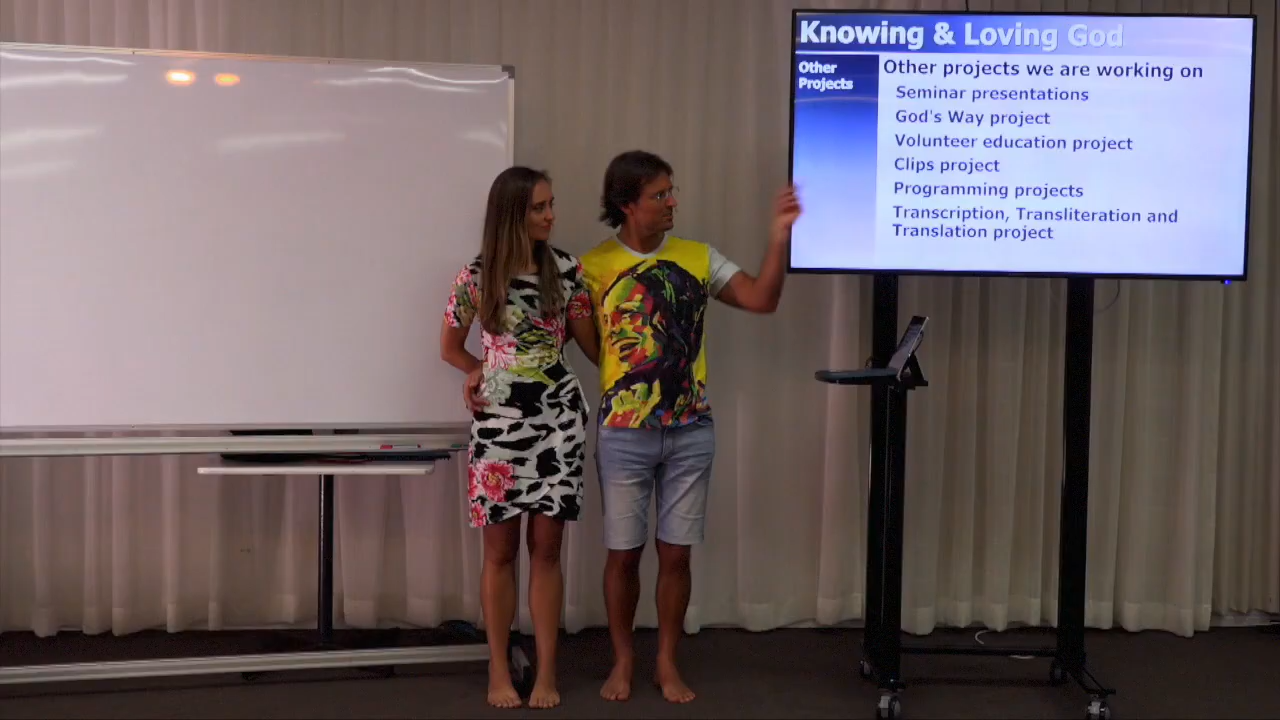 Knowing & Loving God
Other
Projects
Other projects we are working on
Seminar presentations
God's Way project
Volunteer education project
Clips project
Programming projects
Transcription, Transliteration and
Translation project